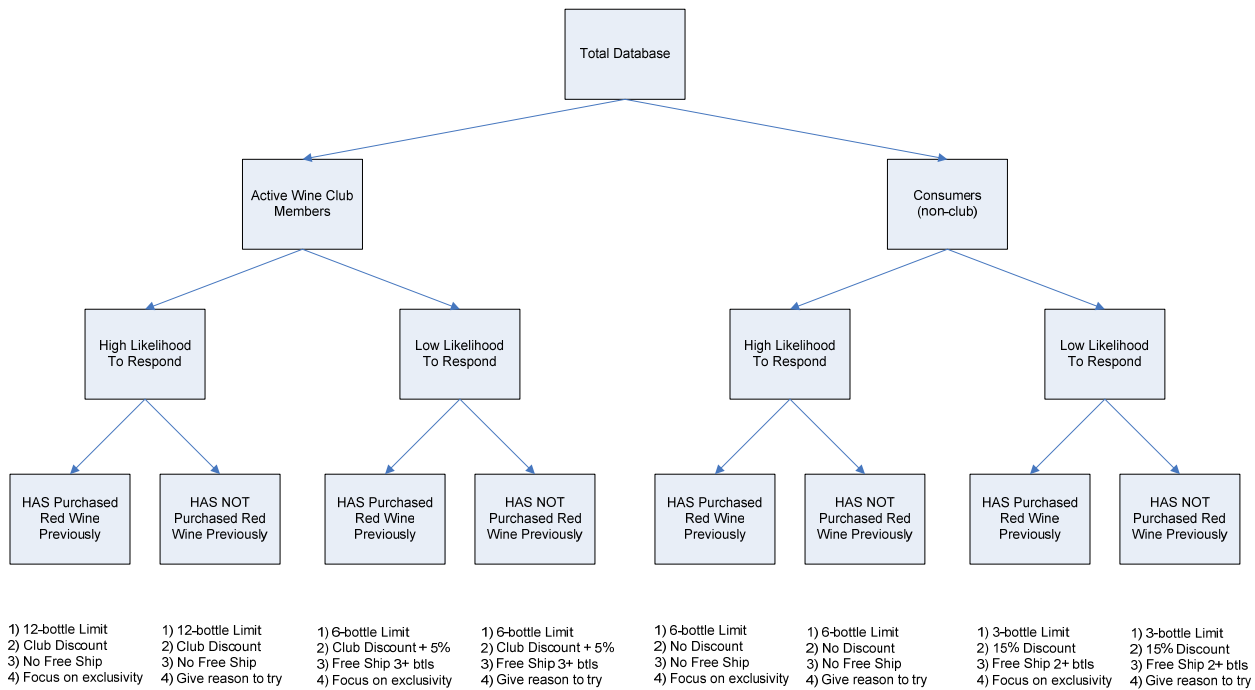 Total Database
Active Wine Club
Members
Consumers
(non-club)
High Likelihood
To Respond
Low Likelihood
To Respond
High Likelihood
To Respond
Low Likelihood
To Respond
HAS Purchased
Red Wine
Previously
HAS NOT
Purchased Red
Wine Previously
HAS Purchased
Red Wine
Previously
HAS NOT
Purchased Red
Wine Previously
HAS Purchased
Red Wine
Previously
HAS NOT
Purchased Red
Wine Previously
HAS Purchased
Red Wine
Previously
HAS NOT
Purchased Red
Wine Previously
1) 12-bottle Limit
2) Club Discount
3) No Free Ship
4) Focus on exclusivity
1) 12-bottle Limit
2) Club Discount
3) No Free Ship
4) Give reason to try
1) 6-bottle Limit
2) Club Discount + 5%
3) Free Ship 3+ btls
4) Focus on exclusivity
1) 6-bottle Limit
2) Club Discount + 5%
3) Free Ship 3+ btls
4) Give reason to try
1) 6-bottle Limit
2) No Discount
3) No Free Ship
4) Focus on exclusivity
1) 6-bottle Limit
2) No Discount
3) No Free Ship
4) Give reason to try
1) 3-bottle Limit
2) 15% Discount
3) Free Ship 2+ btls
4) Focus on exclusivity
1) 3-bottle Limit
2) 15% Discount
3) Free Ship 2+ btls
4) Give reason to try